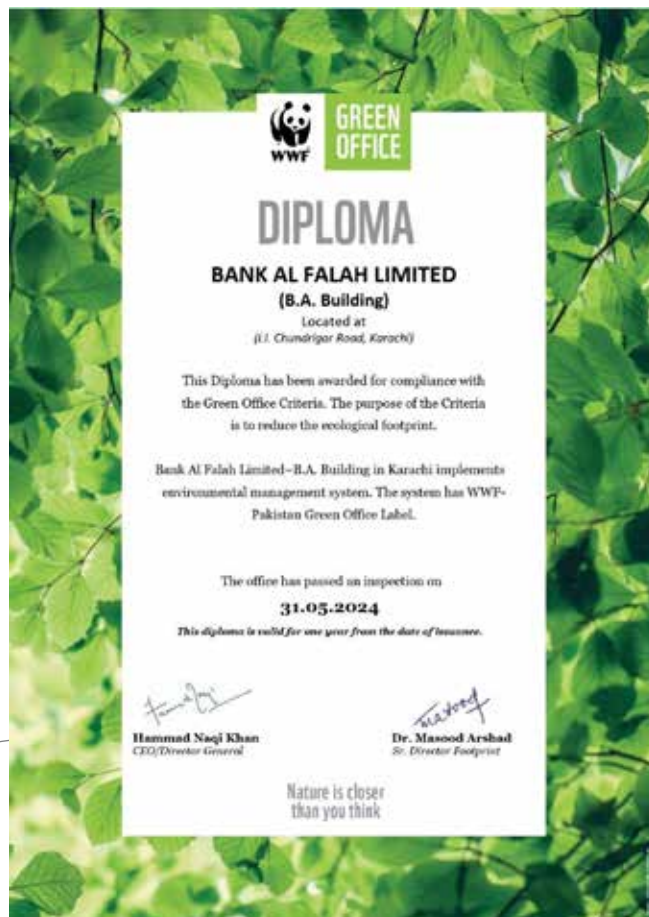 WWF
GREEN
OFFICE
DIPLOMA
BANK AL FALAH LIMITED
(B.A. Building)
Located at
(I.I. Chundrigar Road, Karachi)
This Diploma has been awarded for compliance with
the Green Office Criteria. The purpose of the Criteria
is to reduce the ecological footprint.
Bank Al Falah Limited–B.A. Building in Karachi implements
environmental management system. The system has WWF-
Pakistan Green Office Label.
The office has passed an inspection on
31.05.2024
This diploma is valid for one year from the date of issuance.
Hammad Naqi Khan
CEO/Director General
Masood
Dr. Masood Arshad
Sr. Director Footprint
Nature is closer
than you think